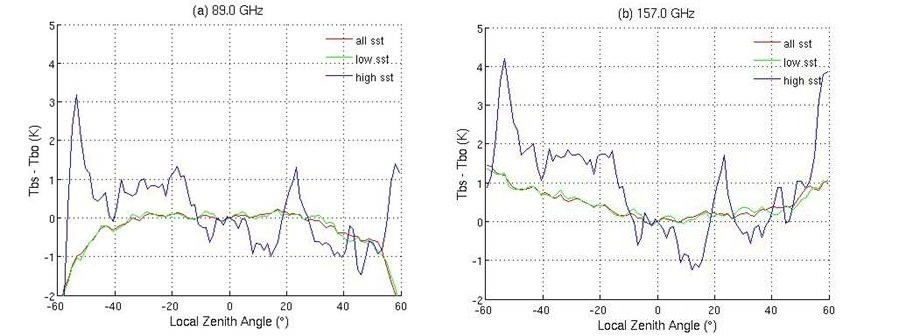 (a) 89.0 GHz
5
4
3
2
1
0
-1
-2
-60 -40 -20 0 20 40 60
Tbs - Tbo (K)
Local Zenith Angle (°)
all sst
low sst
high sst
(b) 157.0 GHz
5
4
3
2
1
0
-1
-2
-60 -40 -20 0 20 40 60
Tbs - Tbo (K)
Local Zenith Angle (°)
all sst
low sst
high sst